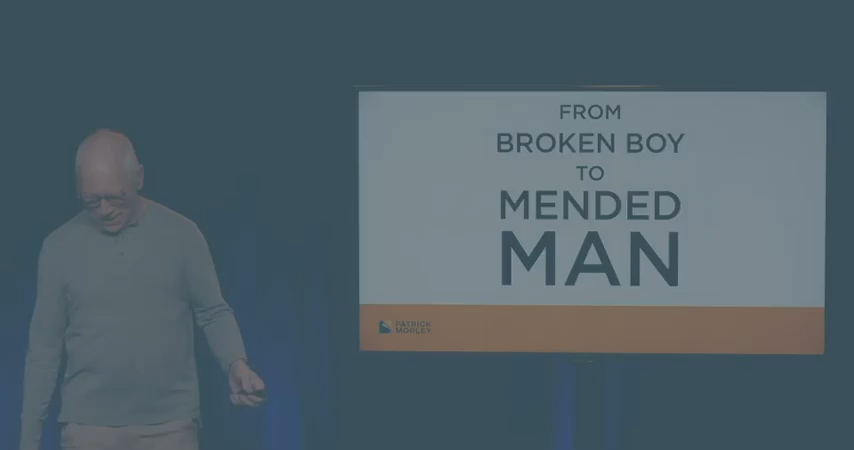 FROM
BROKEN BOY
TO
MENDED
MAN
PATRICK
MORLEY